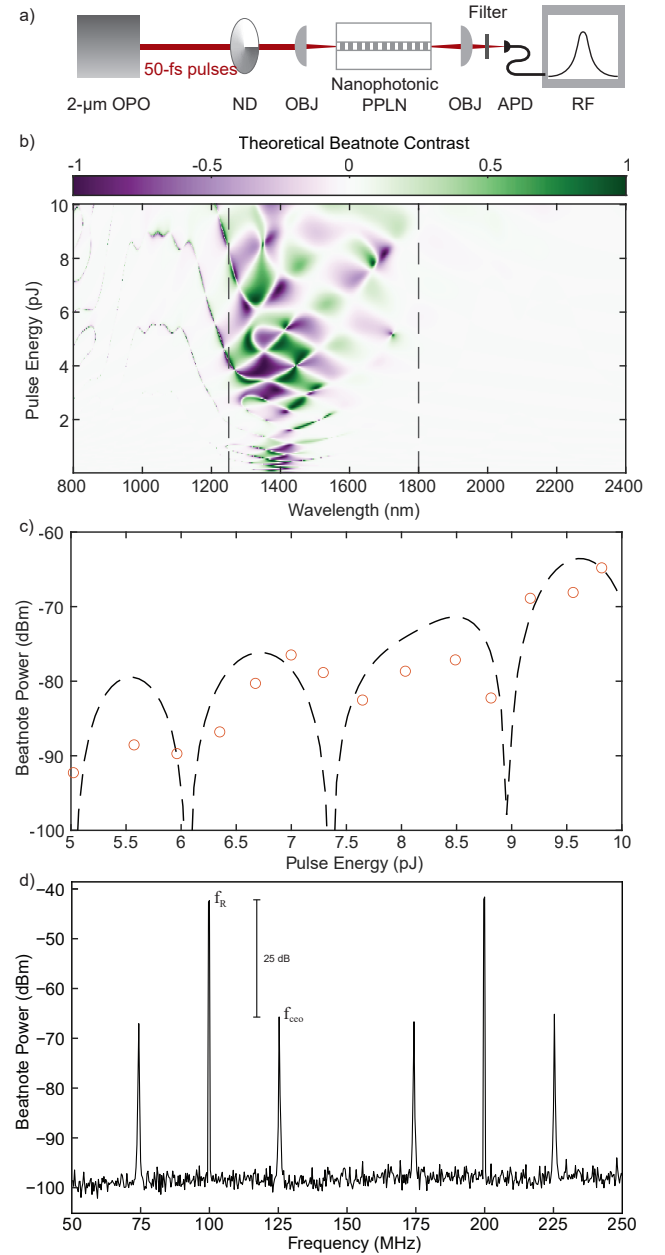 a)
Filter
50-fs pulses
Nanophotonic
2-μm OPO ND OBJ PPLN OBJ APD RF
b)
Theoretical Beatnote Contrast
-1 -0.5 0 0.5 1
Pulse Energy (pJ)
10
8
6
4
2
800 1000 1200 1400 1600 1800 2000 2200 2400
Wavelength (nm)
c)
Beatnote Power (dBm)
-60
-70
-80
-90
-100
5 5.5 6 6.5 7 7.5 8 8.5 9 9.5 10
Pulse Energy (pJ)
d)
Beatnote Power (dBm)
−40
−50
−60
−70
−80
−90
−100
f_R
25 dB
f_ceo
50 75 100 125 150 175 200 225 250
Frequency (MHz)